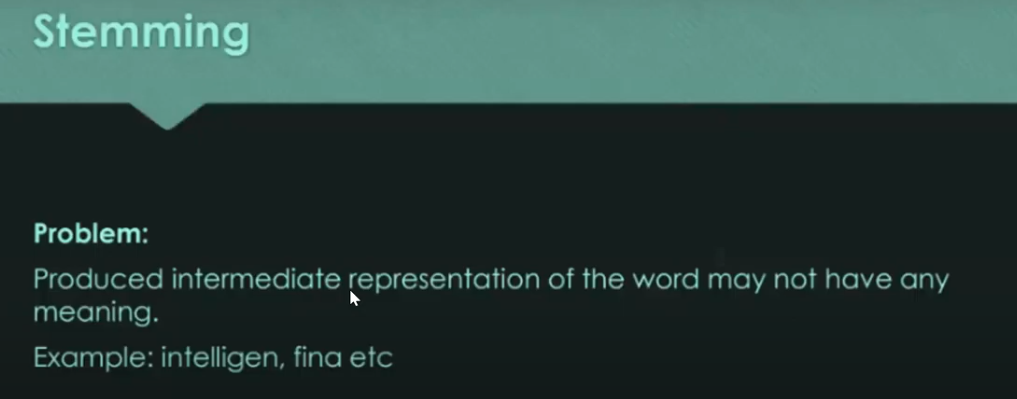 Stemming
Problem:
Produced intermediate representation of the word may not have any
meaning.
Example: intelligen, fina etc